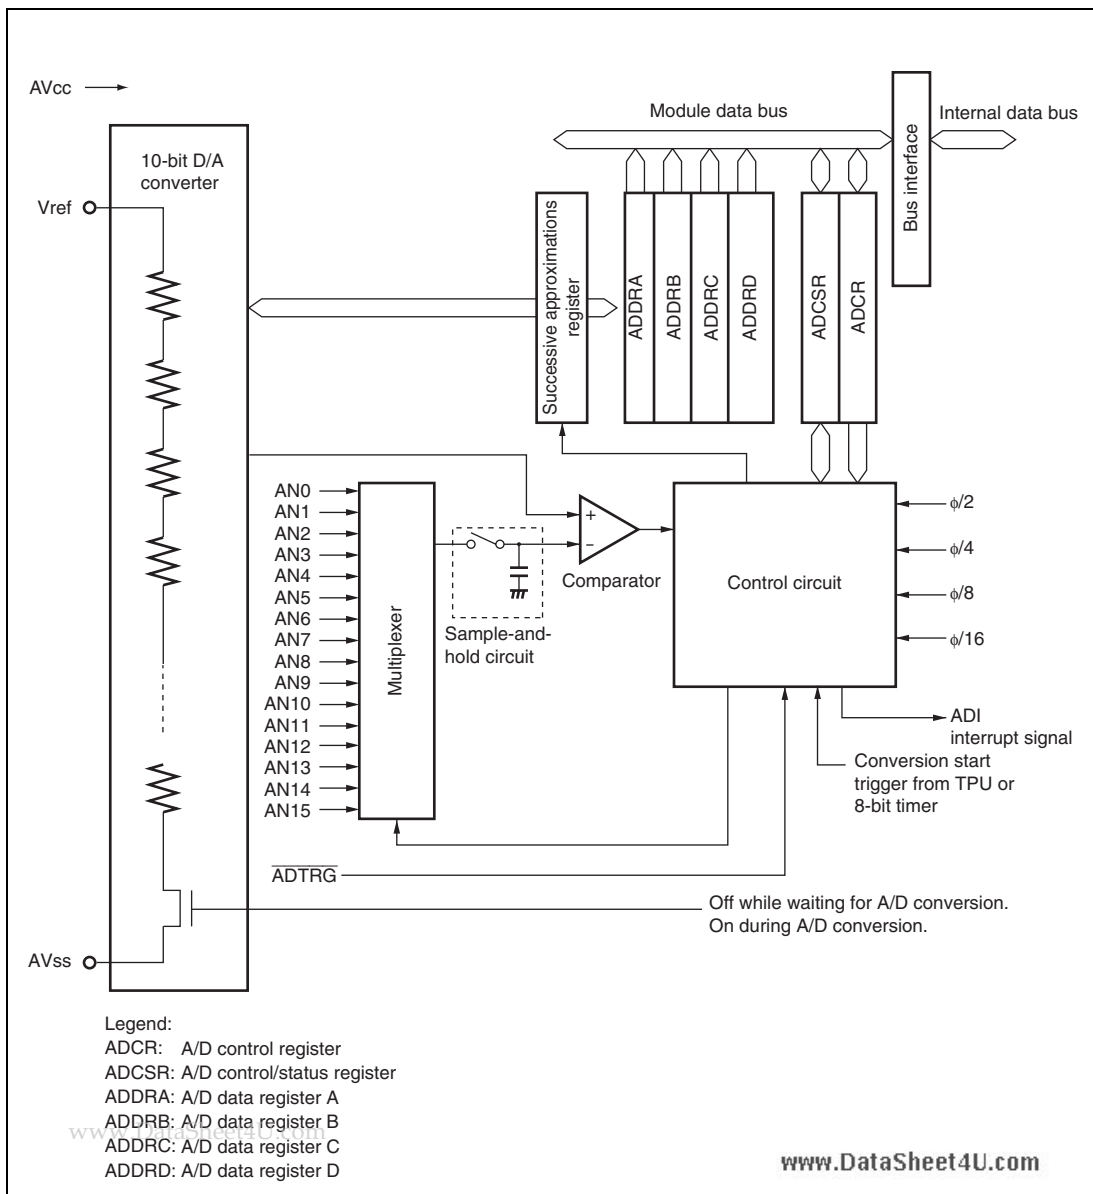 AVcc
Module data bus
Internal data bus
Bus interface
10-bit D/A
converter
Vref
Successive approximations
register
ADDRA
ADDRB
ADDRC
ADDRD
ADCSR
ADCR
AN0
AN1
AN2
AN3
AN4
AN5
AN6
AN7
AN8
AN9
AN10
AN11
AN12
AN13
AN14
AN15
Multiplexer
+
−
Comparator
Sample-and-
hold circuit
Control circuit
ϕ/2
ϕ/4
ϕ/8
ϕ/16
ADI
interrupt signal
Conversion start
trigger from TPU or
8-bit timer
ADTRG
Off while waiting for A/D conversion.
On during A/D conversion.
AVss
Legend:
ADCR: A/D control register
ADCSR: A/D control/status register
ADDRA: A/D data register A
ADDRB: A/D data register B
ADDRC: A/D data register C
ADDRD: A/D data register D
www.DataSheet4U.com
www.DataSheet4U.com